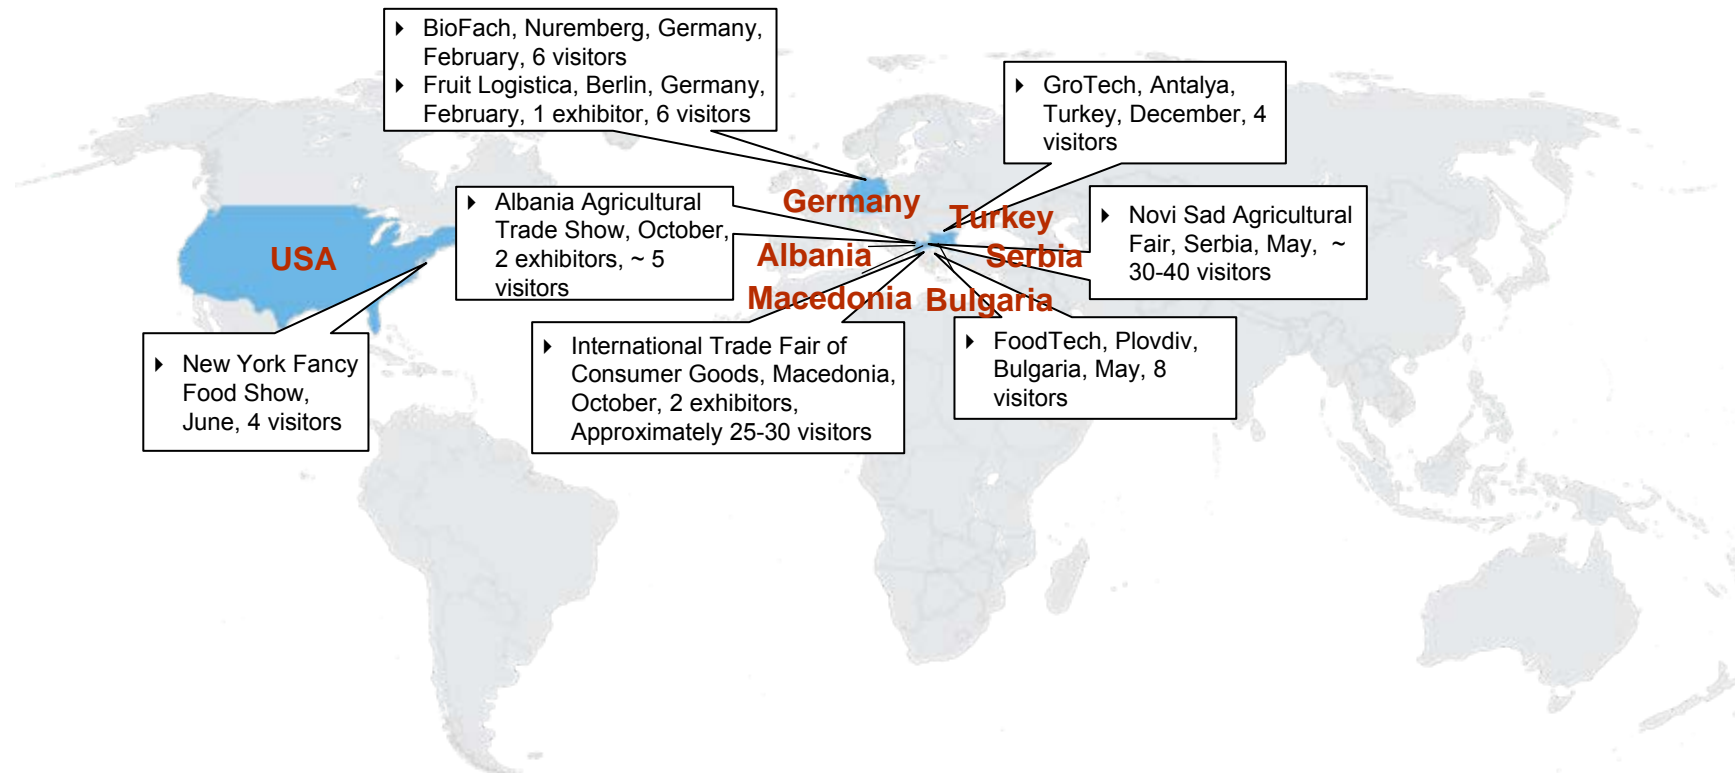 ▸ BioFach, Nuremberg, Germany,
February, 6 visitors
▸ Fruit Logistica, Berlin, Germany,
February, 1 exhibitor, 6 visitors
▸ GroTech, Antalya,
Turkey, December, 4
visitors
▸ Albania Agricultural
Trade Show, October,
2 exhibitors, ~ 5
visitors
Germany
Turkey
▸ Novi Sad Agricultural
Fair, Serbia, May, ~
30-40 visitors
USA
Albania
Serbia
Macedonia
Bulgaria
▸ New York Fancy
Food Show,
June, 4 visitors
▸ International Trade Fair of
Consumer Goods, Macedonia,
October, 2 exhibitors,
Approximately 25-30 visitors
▸ FoodTech, Plovdiv,
Bulgaria, May, 8
visitors